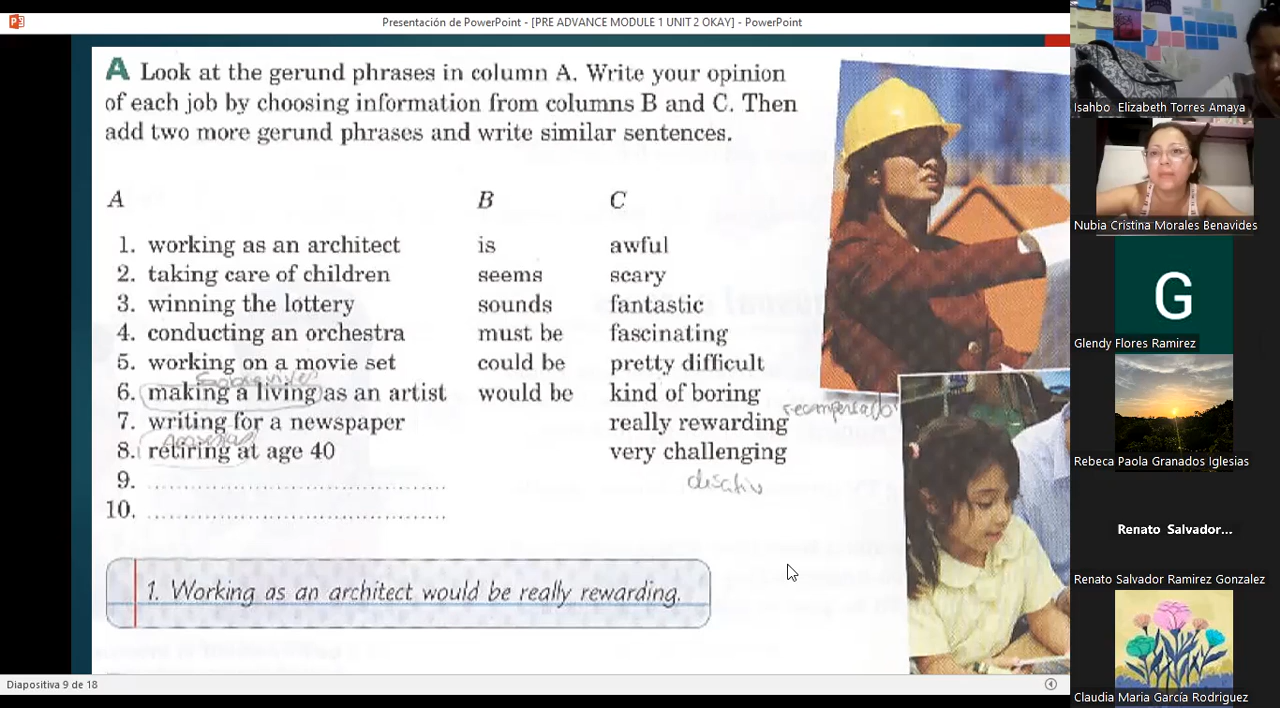 Presentación de PowerPoint - [PRE ADVANCE MODULE 1 UNIT 2 OKAY] - PowerPoint
A Look at the gerund phrases in column A. Write your opinion
of each job by choosing information from columns B and C. Then
add two more gerund phrases and write similar sentences.
A B C
1. working as an architect is awful
2. taking care of children seems scary
3. winning the lottery sounds fantastic
4. conducting an orchestra must be fascinating
5. working on a movie set could be pretty difficult
6. making a living as an artist would be kind of boring
7. writing for a newspaper really rewarding
8. retiring at age 40 very challenging
9.
10.
1. Working as an architect would be really rewarding.
Diapositiva 9 de 18
Isahbo Elizabeth Torres Amaya
Nubia Cristina Morales Benavides
G
Glendy Flores Ramirez
Rebeca Paola Granados Iglesias
Renato Salvador...
Renato Salvador Ramirez Gonzalez
Claudia Maria García Rodriguez